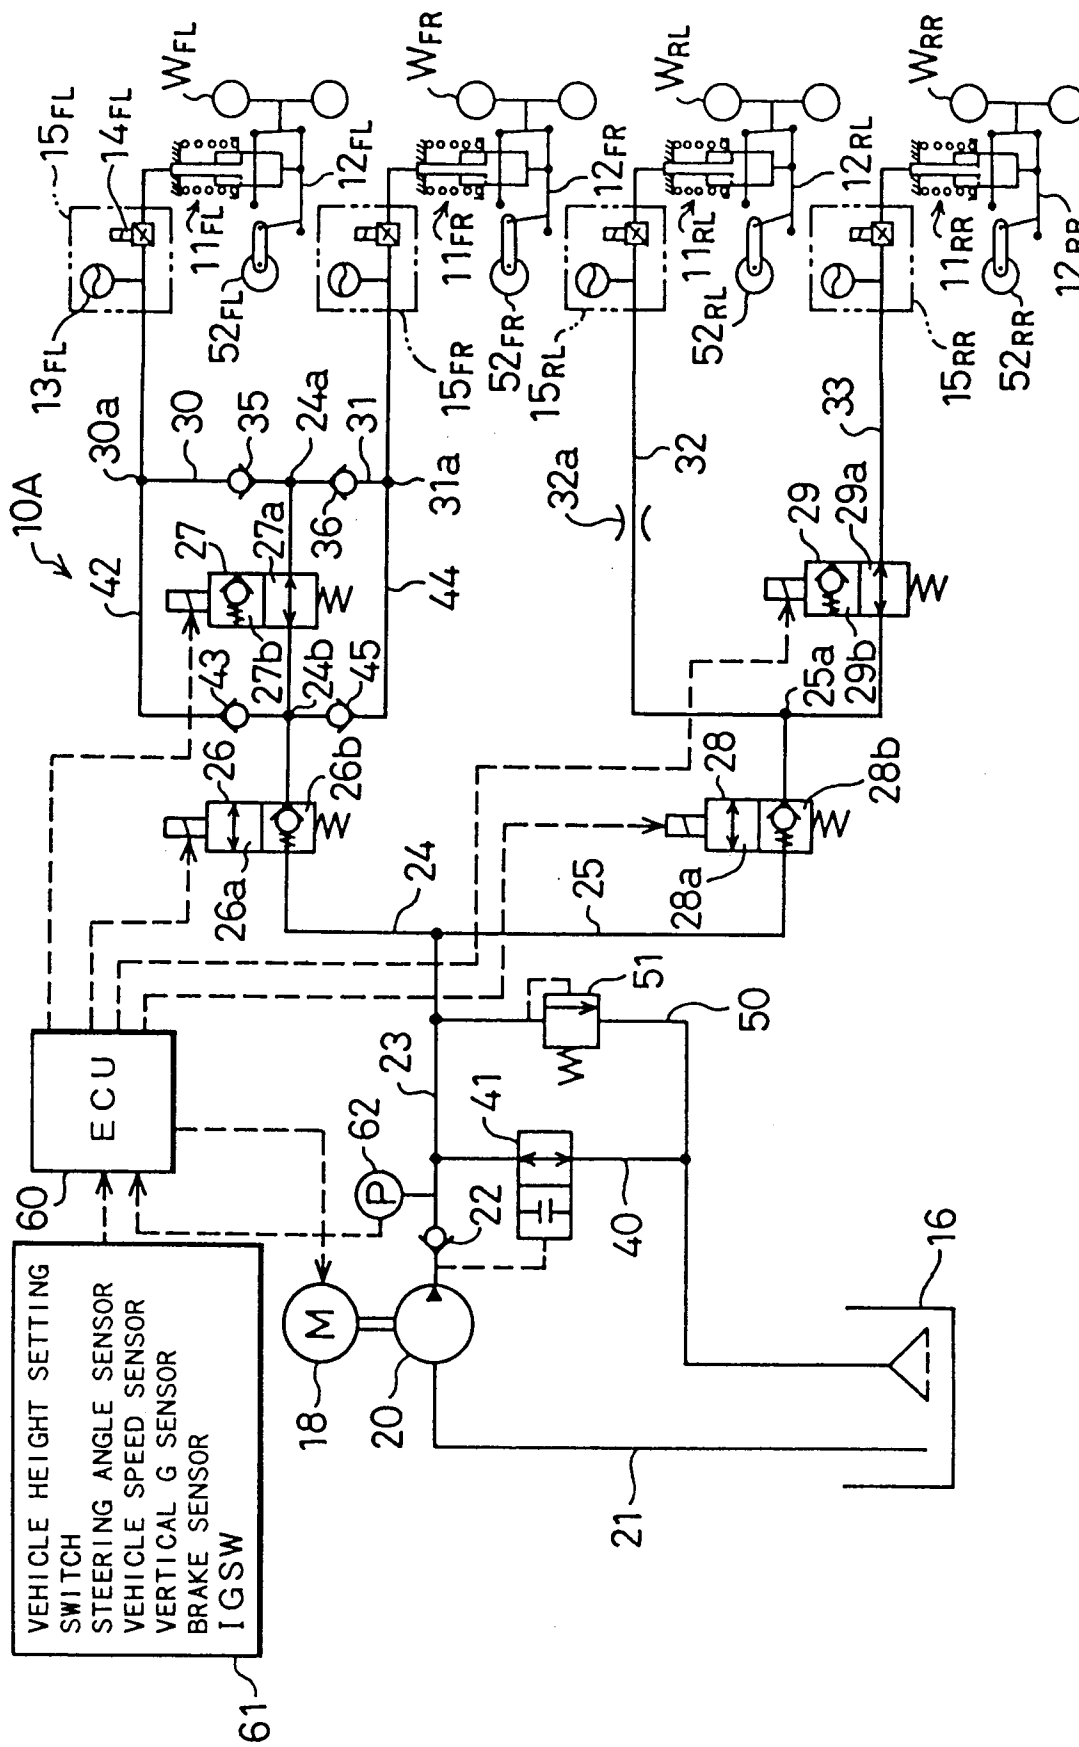 10A
VEHICLE HEIGHT SETTING
SWITCH
STEERING ANGLE SENSOR
VEHICLE SPEED SENSOR
VERTICAL G SENSOR
BRAKE SENSOR
IGSW
61
60
ECU
62
P
M
18
20
21
22
23
41
40
16
51
50
24
25
26
26a
26b
43
24b
45
27
27a
27b
42
44
30a
30
35
24a
36
31
31a
28
28a
28b
25a
29
29a
29b
32a
32
33
13FL
15FL
14FL
11FL
12FL
52FL
WFL
15FR
11FR
12FR
52FR
WFR
15RL
11RL
12RL
52RL
WRL
15RR
11RR
12RR
52RR
WRR